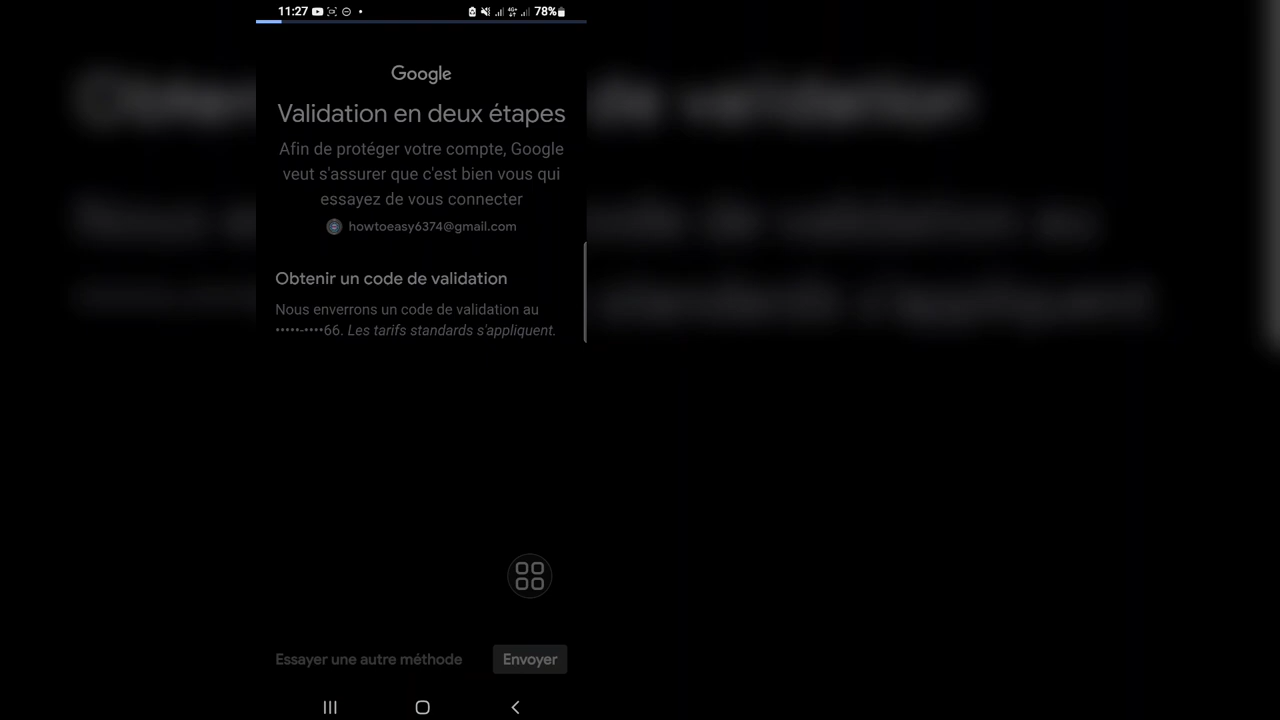 11:27
4G+
78%
Google
Validation en deux étapes
Afin de protéger votre compte, Google
veut s'assurer que c'est bien vous qui
essayez de vous connecter
howtoeasy6374@gmail.com
Obtenir un code de validation
Nous enverrons un code de validation au
•••••-••••66. Les tarifs standards s'appliquent.
Essayer une autre méthode
Envoyer